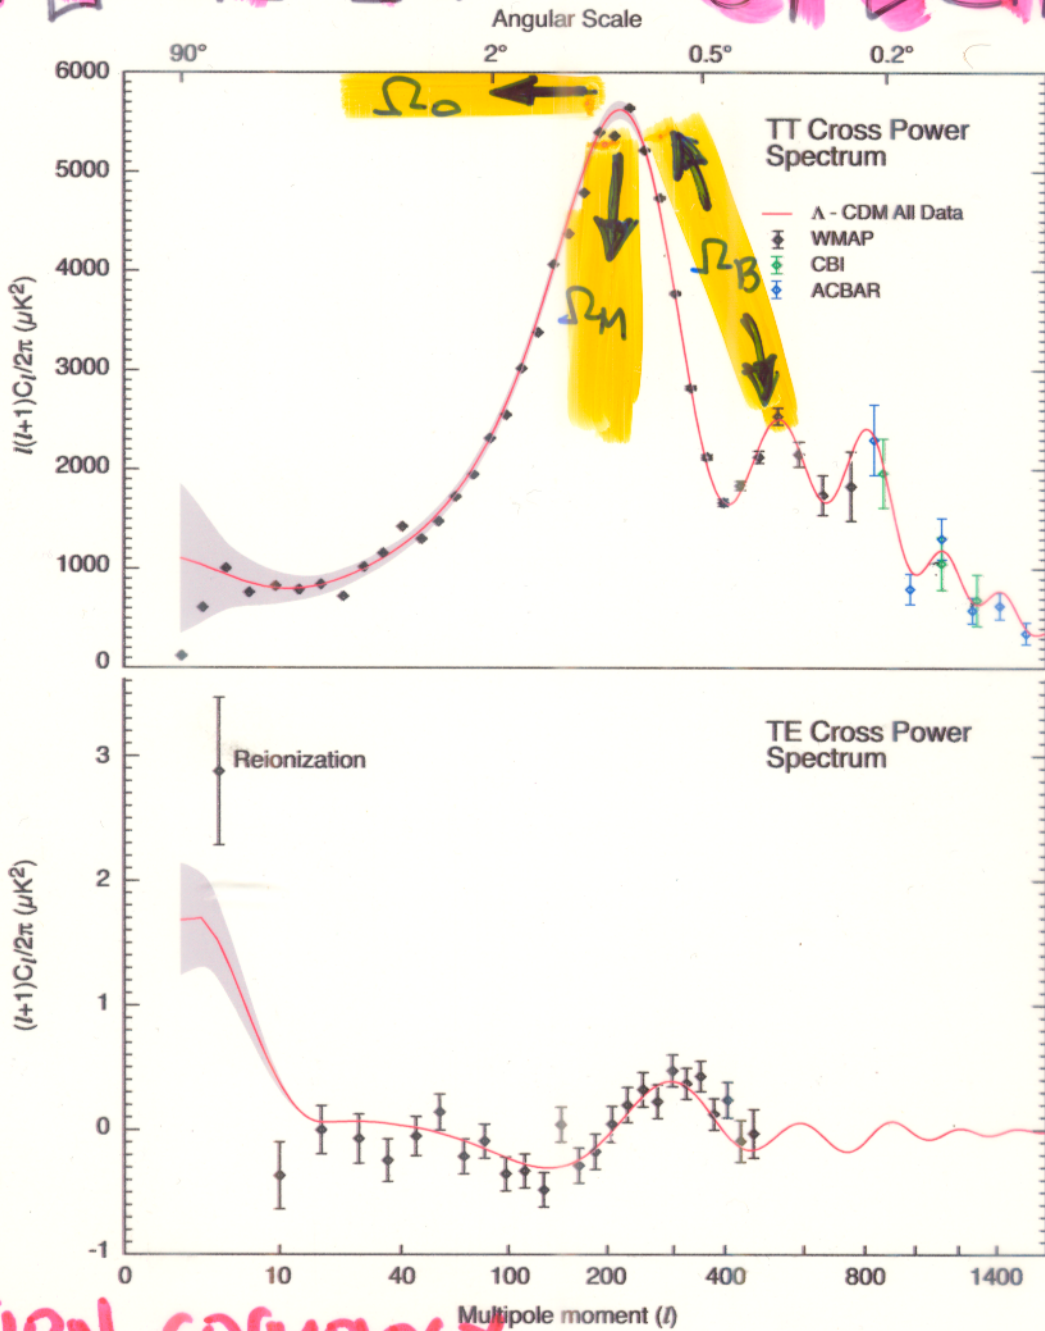 Angular Scale
90° 2° 0.5° 0.2°
6000
5000
4000
3000
2000
1000
0
l(l+1)Cl/2π (μK²)
Ω0
ΩM
ΩB
TT Cross Power
Spectrum
Λ - CDM All Data
WMAP
CBI
ACBAR
3
2
1
0
-1
(l+1)Cl/2π (μK²)
Reionization
TE Cross Power
Spectrum
0 10 40 100 200 400 800 1400
Multipole moment (l)